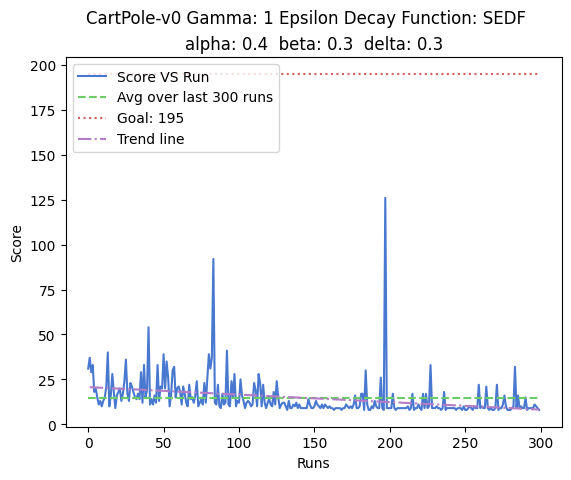 CartPole-v0 Gamma: 1 Epsilon Decay Function: SEDF
alpha: 0.4 beta: 0.3 delta: 0.3
Score VS Run
Avg over last 300 runs
Goal: 195
Trend line
Score
200
175
150
125
100
75
50
25
0
0 50 100 150 200 250 300
Runs